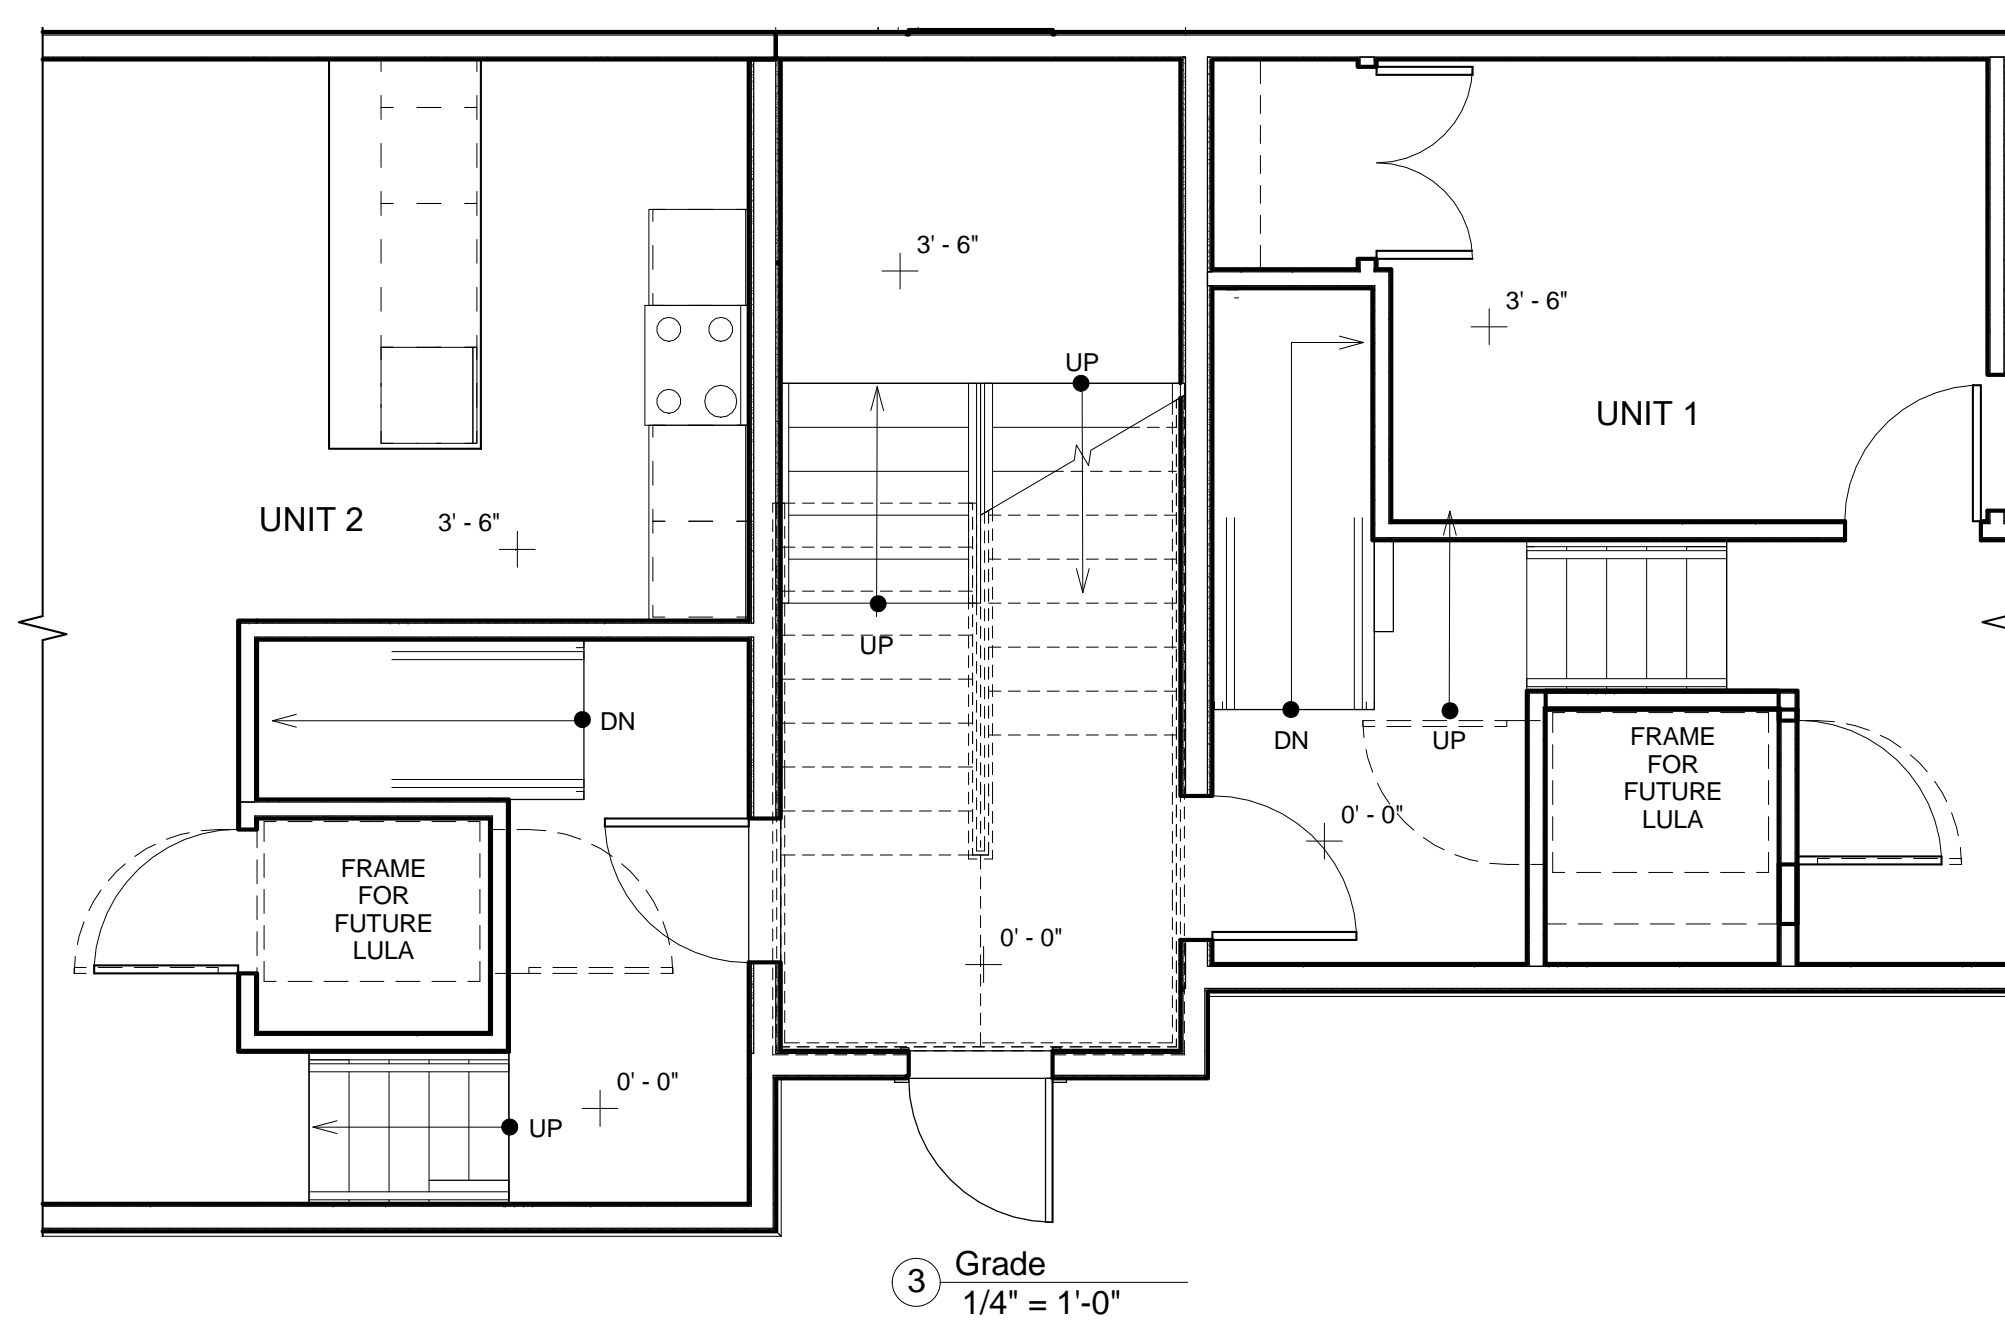 3' - 6"
3' - 6"
UP
UNIT 1
UNIT 2
3' - 6"
UP
DN
DN
UP
FRAME
FOR
FUTURE
LULA
0' - 0"
FRAME
FOR
FUTURE
LULA
0' - 0"
0' - 0"
UP
3
Grade
1/4" = 1'-0"